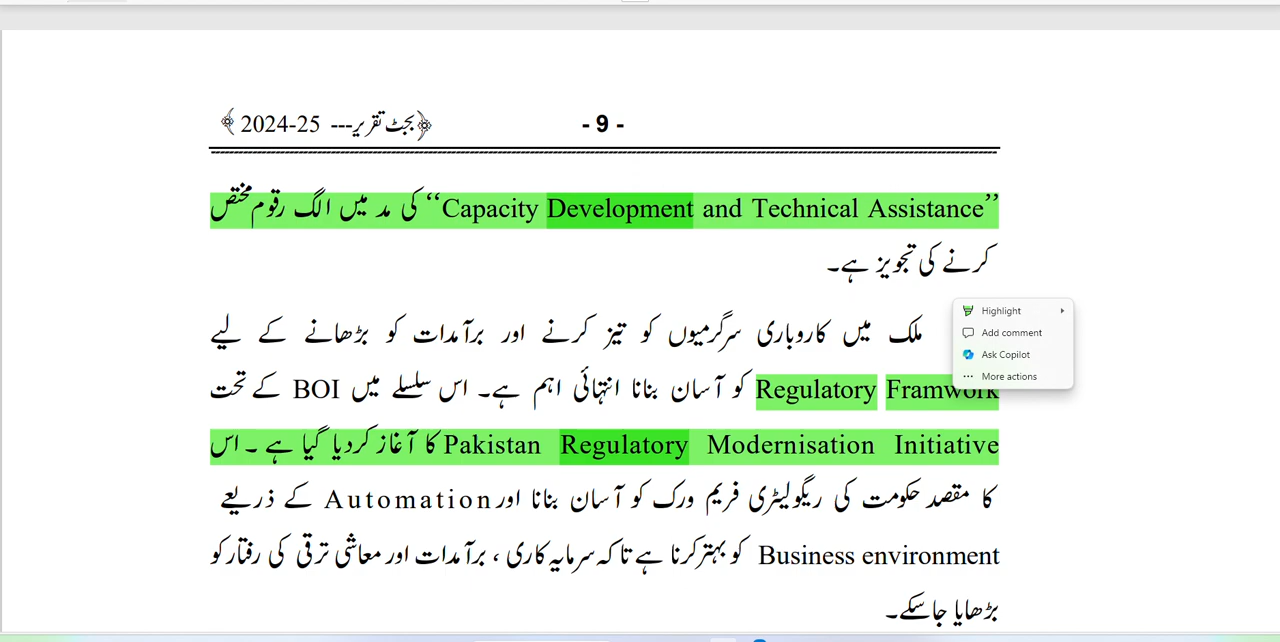 ﴿بجٹ تقریر--- 2024-25﴾
- 9 -
’’Capacity Development and Technical Assistance‘‘ کی مد میں الگ رقوم مختص
کرنے کی تجویز ہے۔
ملک میں کاروباری سرگرمیوں کو تیز کرنے اور برآمدات کو بڑھانے کے لیے
Regulatory Framwork کو آسان بنانا انتہائی اہم ہے۔ اس سلسلے میں BOI کے تحت
Pakistan Regulatory Modernisation Initiative کا آغاز کردیا گیا ہے ۔ اس
کا مقصد حکومت کی ریگولیٹری فریم ورک کو آسان بنانا اور Automation کے ذریعے
Business environment کو بہتر کرنا ہے تاکہ سرمایہ کاری ، برآمدات اور معاشی ترقی کی رفتار کو
بڑھایا جاسکے۔
Highlight
Add comment
Ask Copilot
More actions